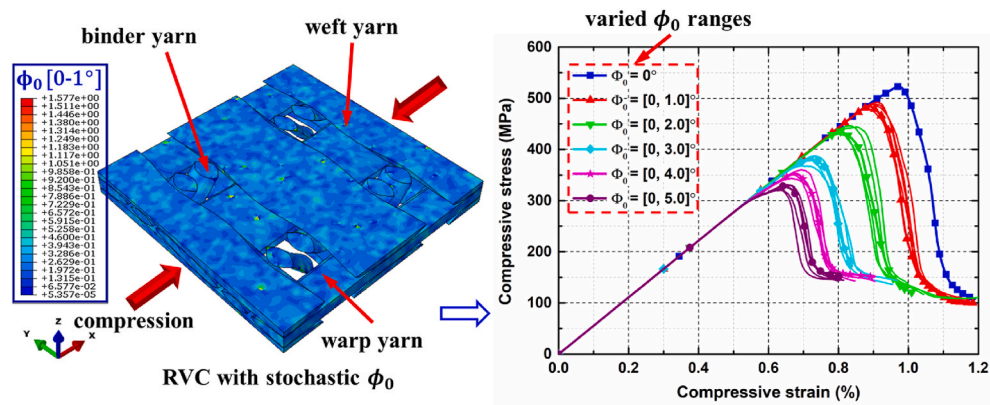 binder yarn
weft yarn
ϕ₀ [0-1°]
+1.577e+00
+1.511e+00
+1.446e+00
+1.380e+00
+1.314e+00
+1.249e+00
+1.183e+00
+1.117e+00
+1.051e+00
+9.858e-01
+9.200e-01
+8.543e-01
+7.886e-01
+7.229e-01
+6.572e-01
+5.915e-01
+5.258e-01
+4.600e-01
+3.943e-01
+3.286e-01
+2.629e-01
+1.972e-01
+1.315e-01
+6.577e-02
+5.357e-05
compression
warp yarn
Y Z X
RVC with stochastic ϕ₀
varied ϕ₀ ranges
Φ₀ = 0°
Φ₀ = [0, 1.0]°
Φ₀ = [0, 2.0]°
Φ₀ = [0, 3.0]°
Φ₀ = [0, 4.0]°
Φ₀ = [0, 5.0]°
Compressive stress (MPa)
600
500
400
300
200
100
0
0.0 0.2 0.4 0.6 0.8 1.0 1.2
Compressive strain (%)